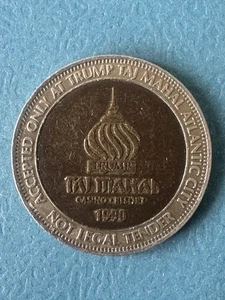 ACCEPTED ONLY AT TRUMP TAJ MAHAL ATLANTIC CITY
TRUMP
TAJ MAHAL
CASINO • RESORT
1990
NOT LEGAL TENDER